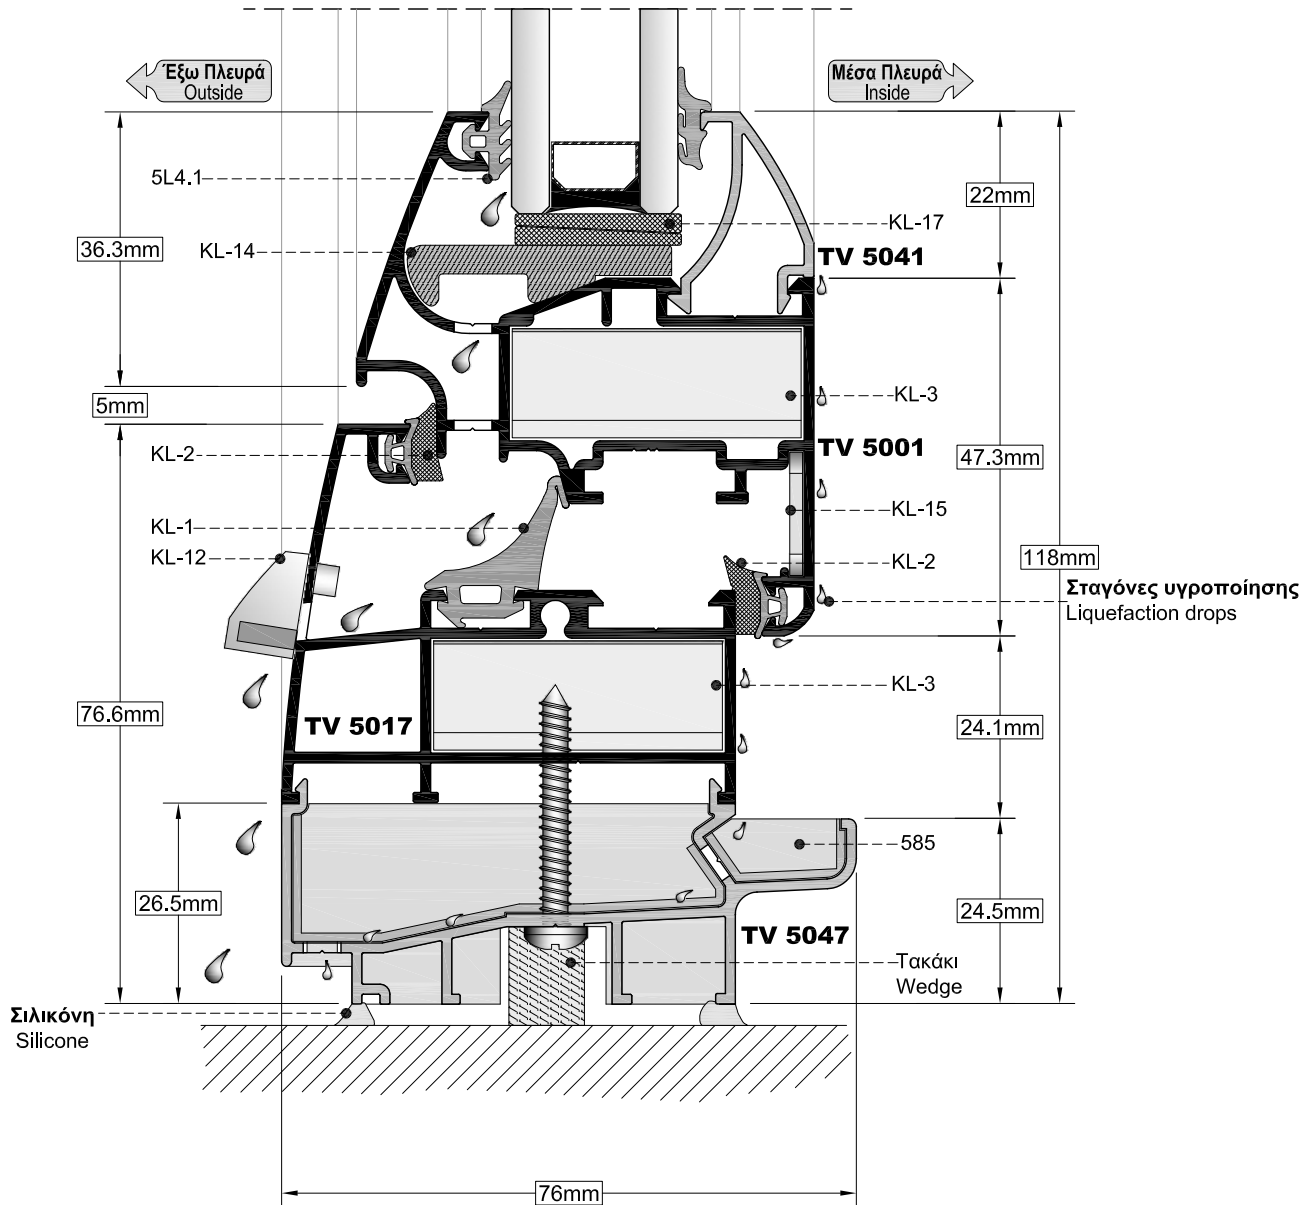 Έξω Πλευρά
Outside
Μέσα Πλευρά
Inside
5L4.1
22mm
KL-17
36.3mm
KL-14
TV 5041
KL-3
5mm
TV 5001
KL-2
47.3mm
KL-15
KL-1
KL-12
KL-2
118mm
Σταγόνες υγροποίησης
Liquefaction drops
KL-3
76.6mm
TV 5017
24.1mm
585
26.5mm
24.5mm
TV 5047
Τακάκι
Wedge
Σιλικόνη
Silicone
76mm